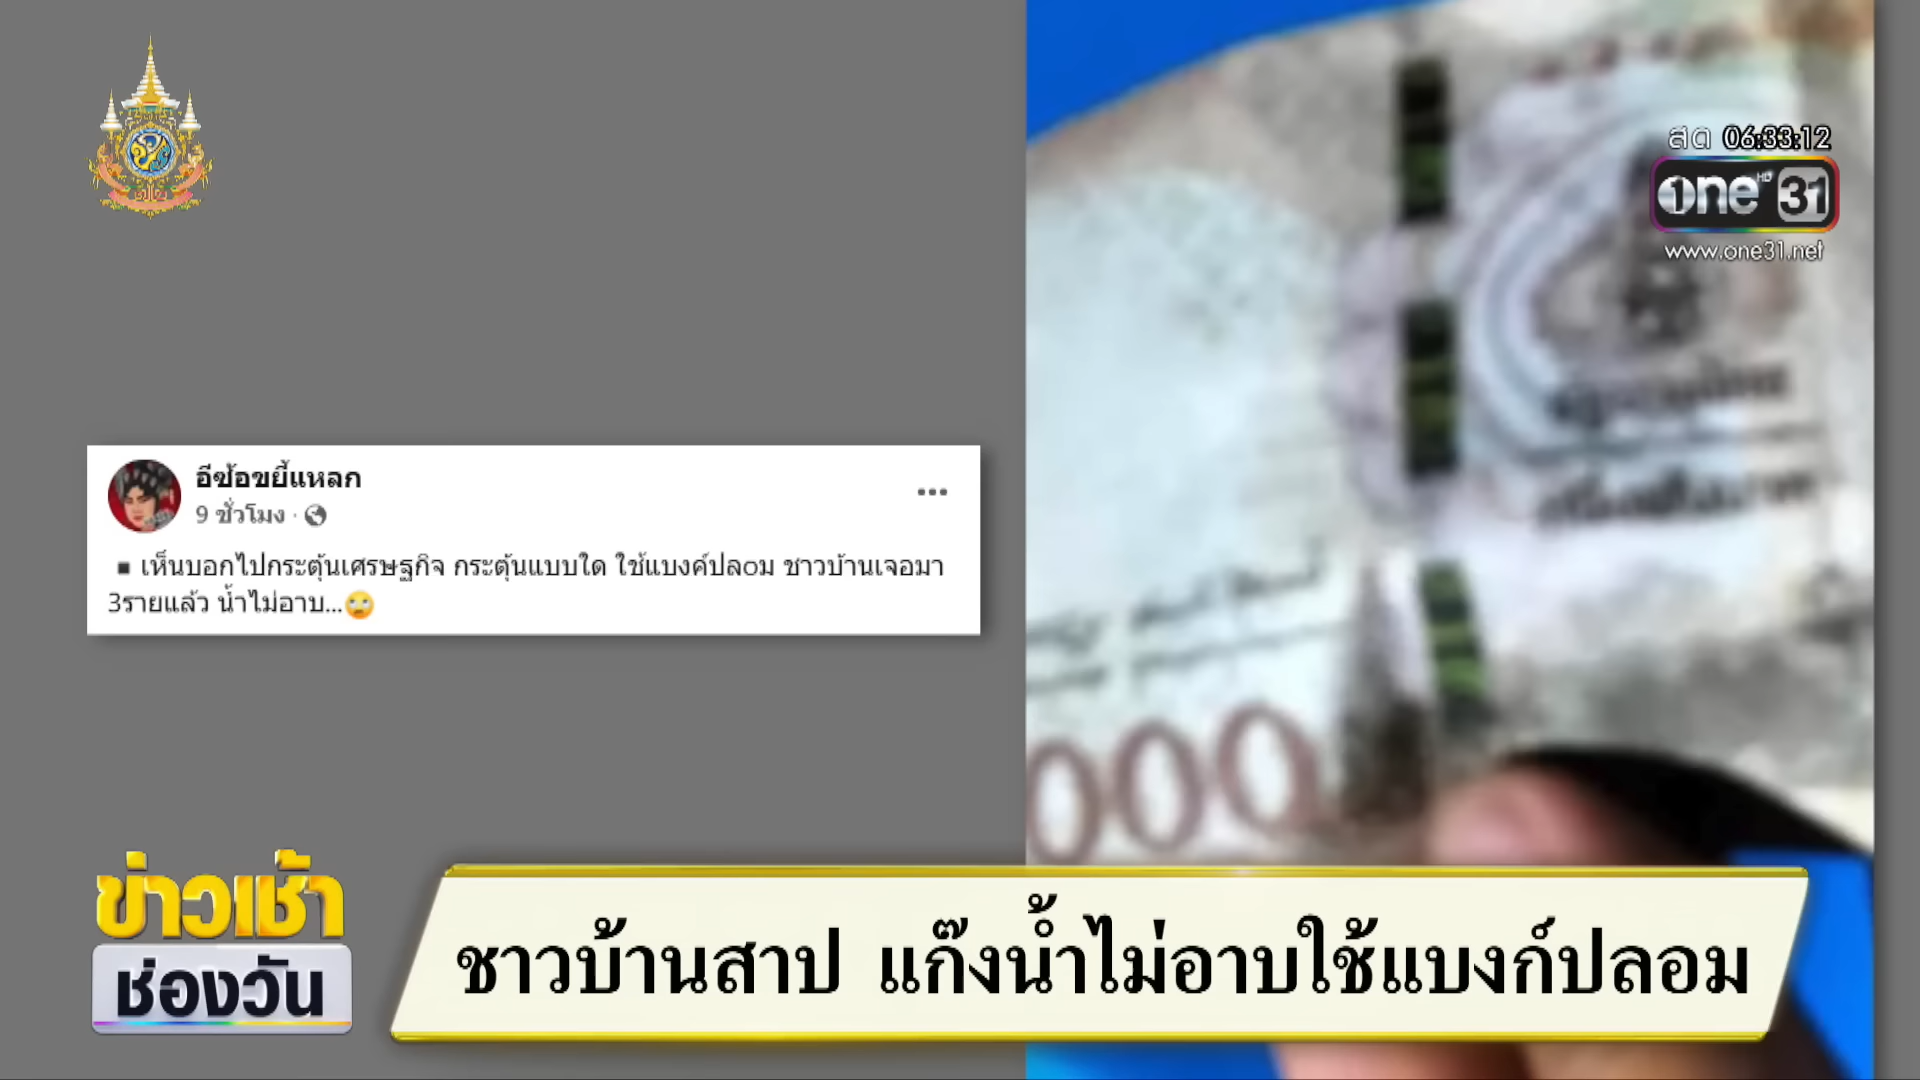 สด 06:33:12
one HD 31
www.one31.net
อีซ้อขยี้แหลก
9 ชั่วโมง ·
▪ เห็นบอกไปกระตุ้นเศรษฐกิจ กระตุ้นแบบใด ใช้แบงค์ปลoม ชาวบ้านเจอมา
3รายแล้ว น้ำไม่อาบ...🙄
000
ข่าวเช้า
ช่องวัน
ชาวบ้านสาป แก๊งน้ำไม่อาบใช้แบงก์ปลอม